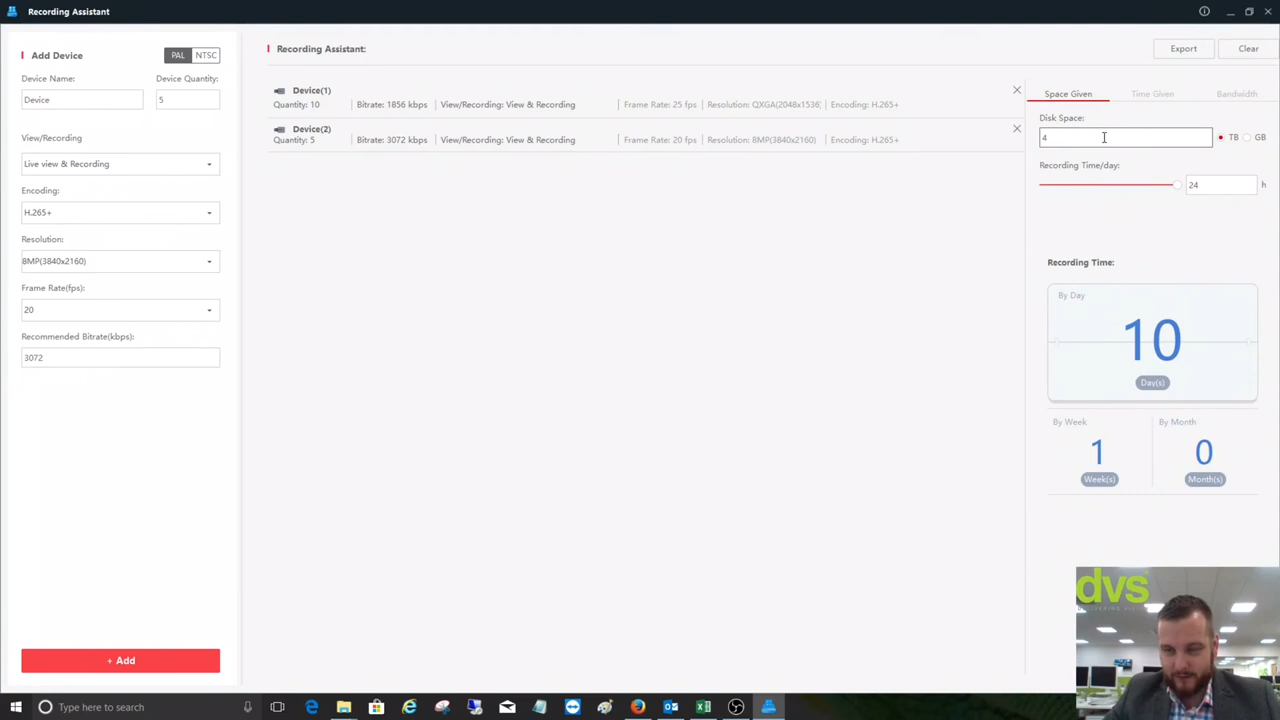 Recording Assistant
Add Device
PAL NTSC
Device Name: Device Quantity:
Device 5
View/Recording
Live view & Recording
Encoding:
H.265+
Resolution:
8MP(3840x2160)
Frame Rate(fps):
20
Recommended Bitrate(kbps):
3072
+ Add
Recording Assistant:
Export Clear
Device(1)
Quantity: 10 Bitrate: 1856 kbps View/Recording: View & Recording Frame Rate: 25 fps Resolution: QXGA(2048x1536) Encoding: H.265+
Device(2)
Quantity: 5 Bitrate: 3072 kbps View/Recording: View & Recording Frame Rate: 20 fps Resolution: 8MP(3840x2160) Encoding: H.265+
Space Given Time Given Bandwidth
Disk Space:
4 TB GB
Recording Time/day:
24 h
Recording Time:
By Day
10
Day(s)
By Week By Month
1 0
Week(s) Month(s)
dvs
Type here to search